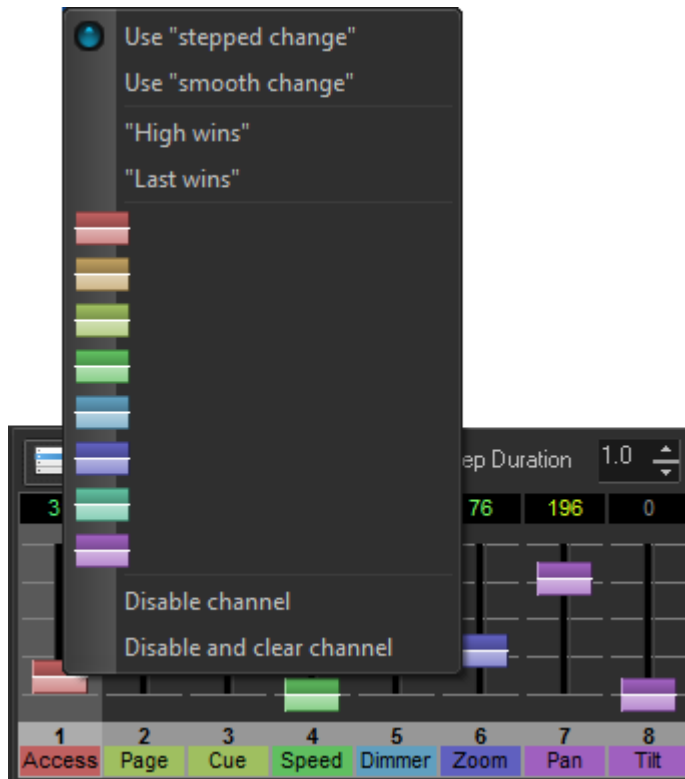 Use "stepped change"
Use "smooth change"
"High wins"
"Last wins"
ep Duration 1.0
3 76 196 0
Disable channel
Disable and clear channel
1 2 3 4 5 6 7 8
Access Page Cue Speed Dimmer Zoom Pan Tilt